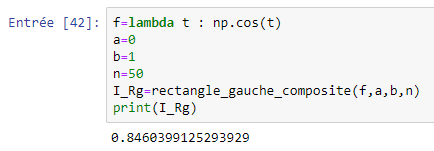 Entrée [42]: f=lambda t : np.cos(t)
a=0
b=1
n=50
I_Rg=rectangle_gauche_composite(f,a,b,n)
print(I_Rg)
0.8460399125293929